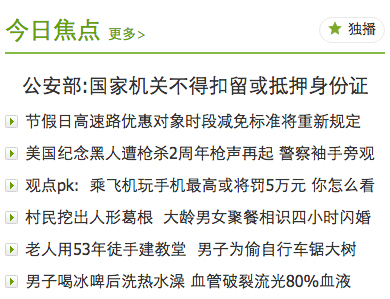 今日焦点 更多> 独播
公安部:国家机关不得扣留或抵押身份证
节假日高速路优惠对象时段减免标准将重新规定
美国纪念黑人遭枪杀2周年枪声再起 警察袖手旁观
观点pk: 乘飞机玩手机最高或将罚5万元 你怎么看
村民挖出人形葛根 大龄男女聚餐相识四小时闪婚
老人用53年徒手建教堂 男子为偷自行车锯大树
男子喝冰啤后洗热水澡 血管破裂流光80%血液